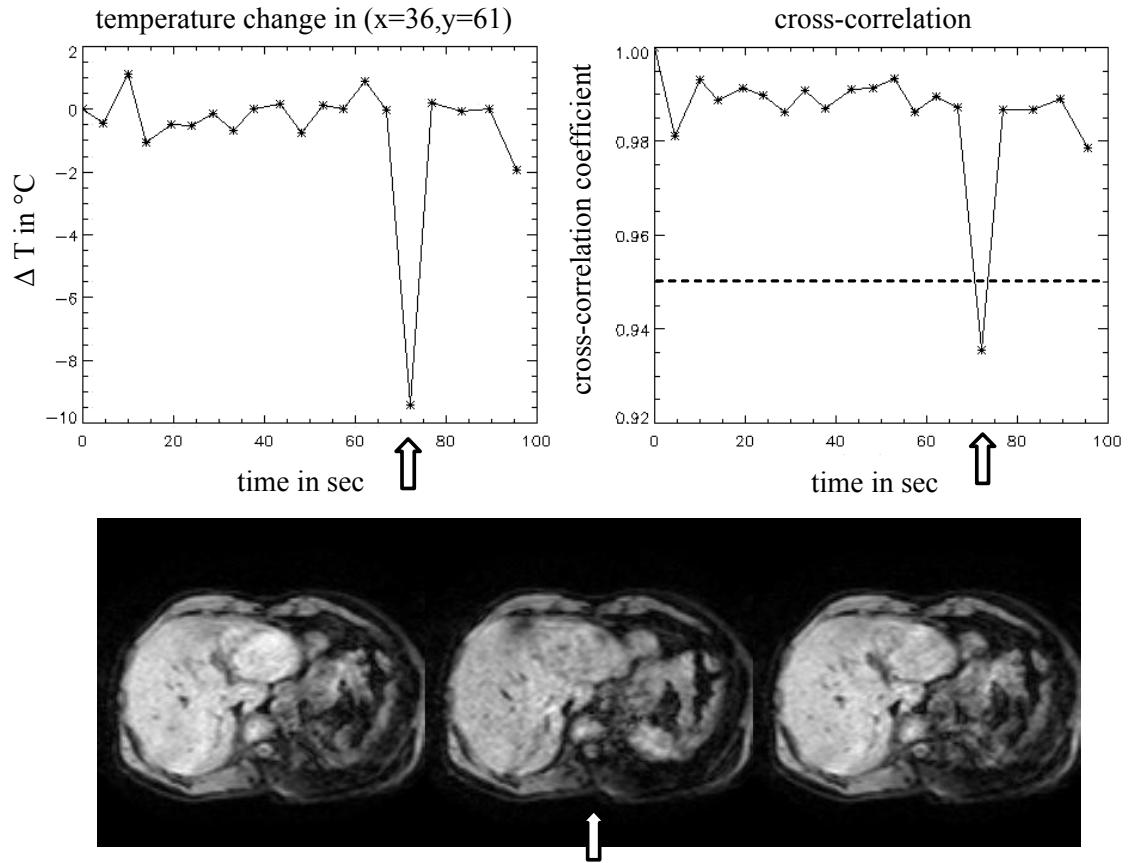 temperature change in (x=36,y=61)
2
0
−2
−4
−6
−8
−10
Δ T in °C
0 20 40 60 80 100
time in sec
cross-correlation
1.00
0.98
0.96
0.94
0.92
cross-correlation coefficient
0 20 40 60 80 100
time in sec